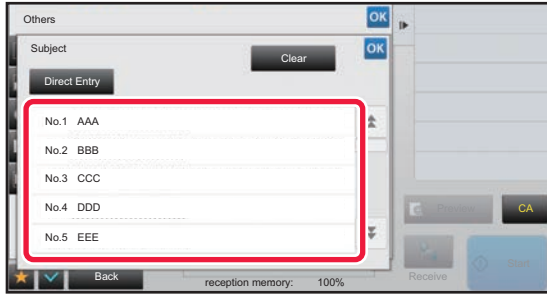 Others
OK
Subject
Clear
OK
Direct Entry
No.1 AAA
No.2 BBB
No.3 CCC
No.4 DDD
No.5 EEE
CA
Back
reception memory: 100%
Receive
Start